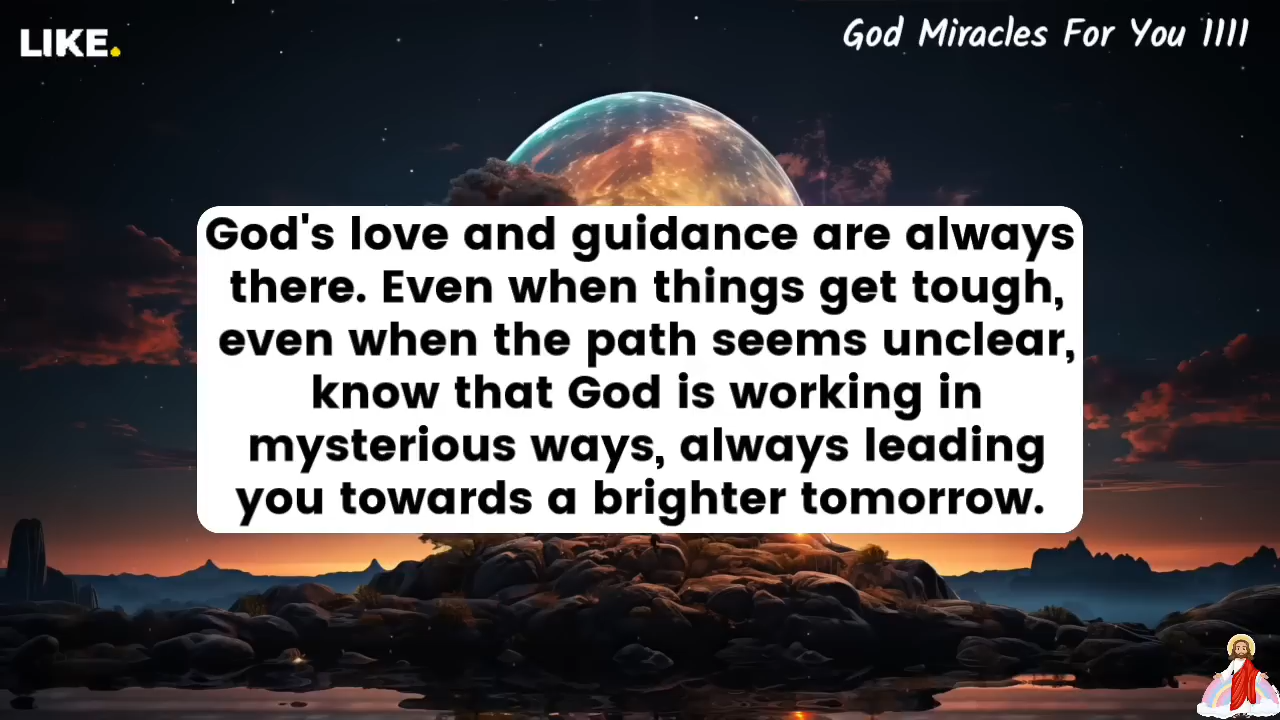 LIKE.
God Miracles For You 1111
God's love and guidance are always
there. Even when things get tough,
even when the path seems unclear,
know that God is working in
mysterious ways, always leading
you towards a brighter tomorrow.